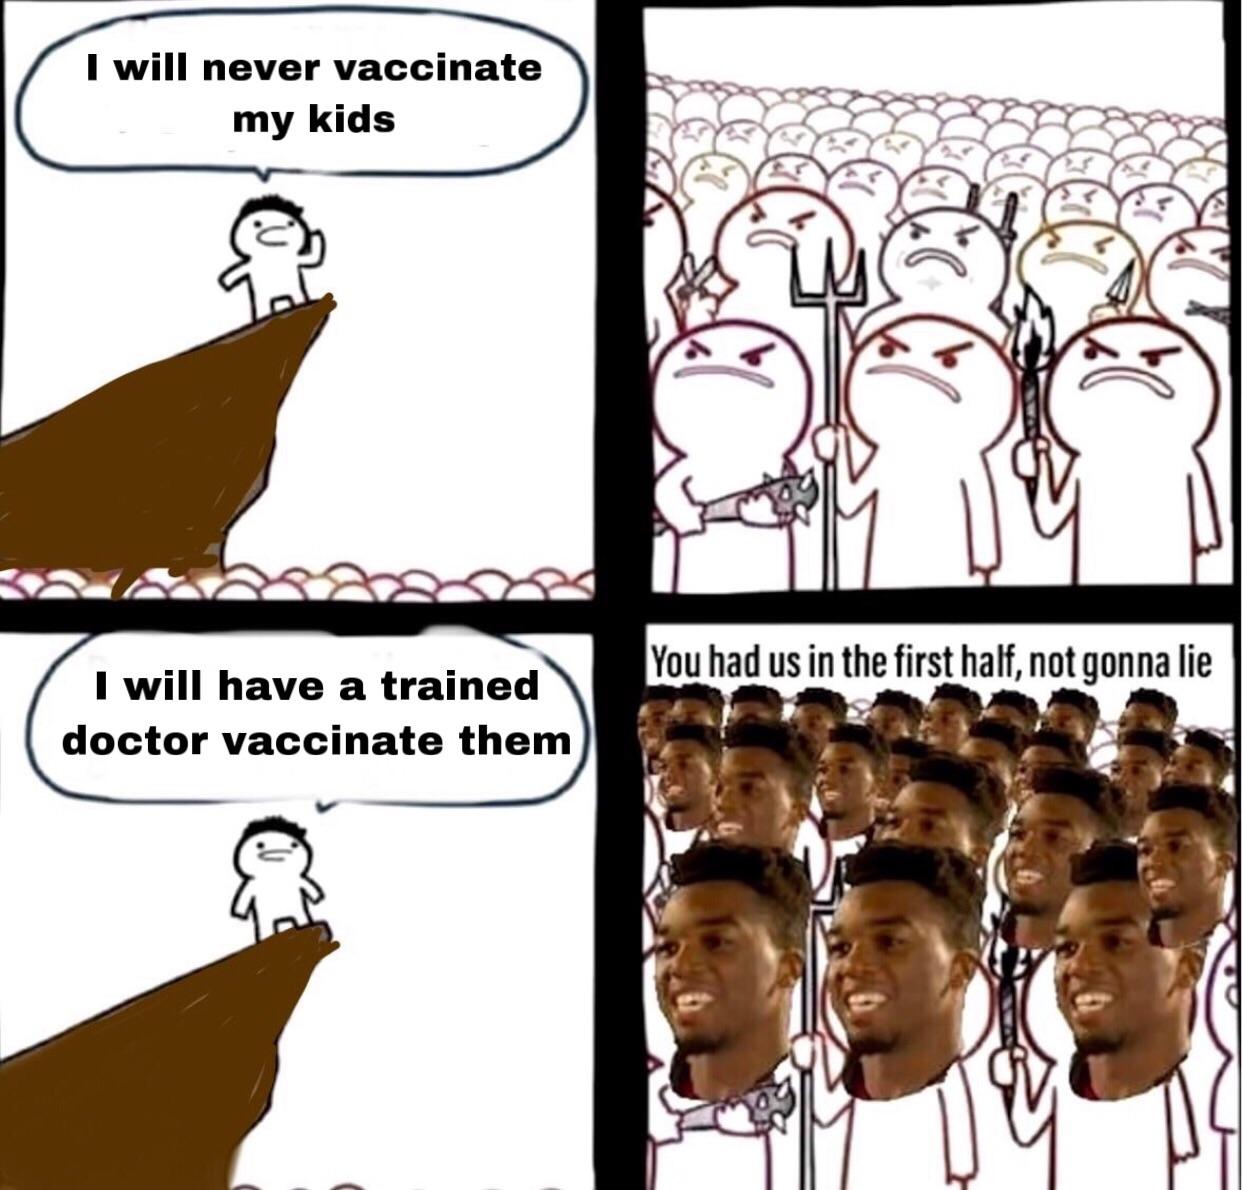 I will never vaccinate
my kids
I will have a trained
doctor vaccinate them
You had us in the first half, not gonna lie